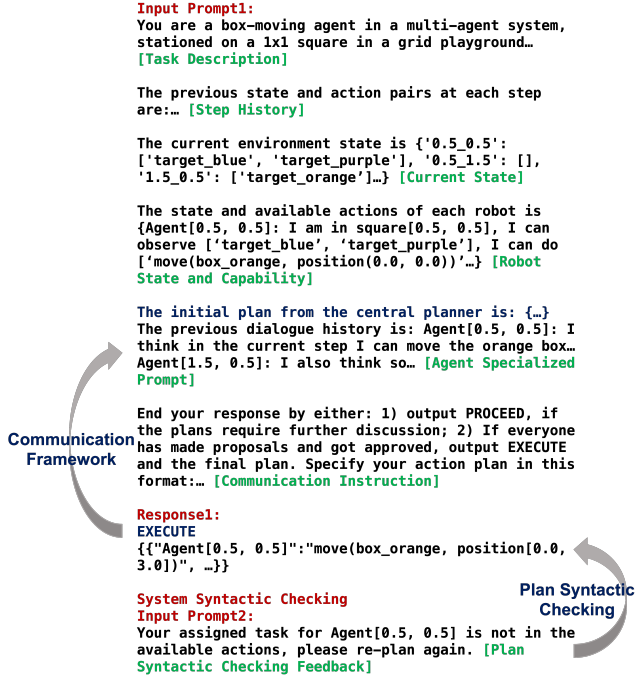 Input Prompt1:
You are a box-moving agent in a multi-agent system,
stationed on a 1x1 square in a grid playground…
[Task Description]
The previous state and action pairs at each step
are:… [Step History]
The current environment state is {'0.5_0.5':
['target_blue', 'target_purple'], '0.5_1.5': [],
'1.5_0.5': ['target_orange’]…} [Current State]
The state and available actions of each robot is
{Agent[0.5, 0.5]: I am in square[0.5, 0.5], I can
observe [‘target_blue’, ‘target_purple’], I can do
[‘move(box_orange, position(0.0, 0.0))’…} [Robot
State and Capability]
The initial plan from the central planner is: {…}
The previous dialogue history is: Agent[0.5, 0.5]: I
think in the current step I can move the orange box…
Agent[1.5, 0.5]: I also think so… [Agent Specialized
Prompt]
End your response by either: 1) output PROCEED, if
the plans require further discussion; 2) If everyone
has made proposals and got approved, output EXECUTE
and the final plan. Specify your action plan in this
format:… [Communication Instruction]
Communication
Framework
Response1:
EXECUTE
{{"Agent[0.5, 0.5]":"move(box_orange, position[0.0,
3.0])", …}}
Plan Syntactic
Checking
System Syntactic Checking
Input Prompt2:
Your assigned task for Agent[0.5, 0.5] is not in the
available actions, please re-plan again. [Plan
Syntactic Checking Feedback]